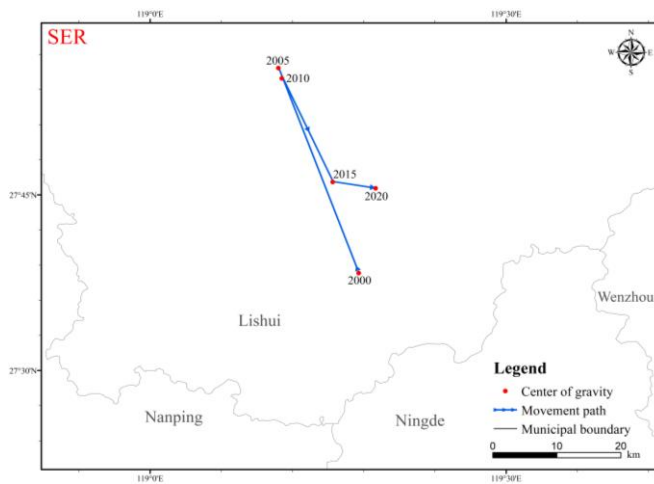 119°0'E
119°30'E
SER
N
W
E
S
2005
2010
2015
2020
27°45'N
2000
Wenzhou
Lishui
27°30'N
Nanping
Ningde
Legend
Center of gravity
Movement path
Municipal boundary
0
10
20
km
119°0'E
119°30'E